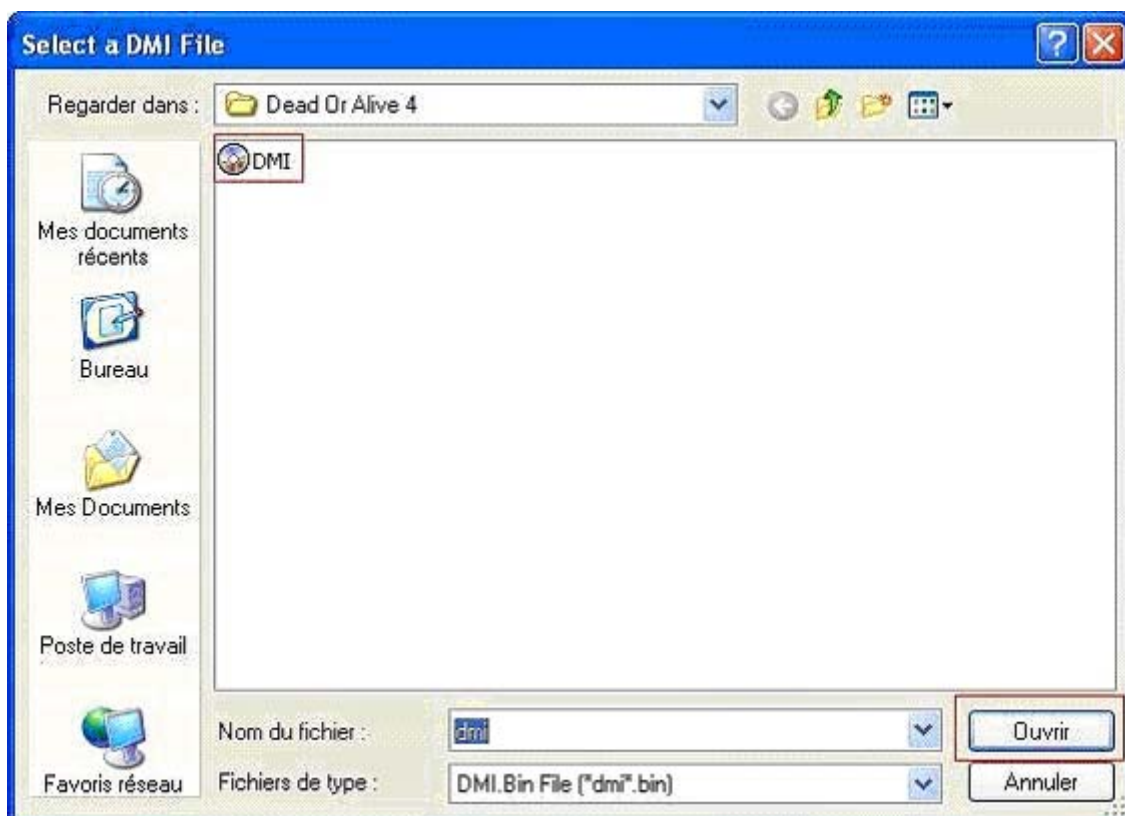 Select a DMI File
Regarder dans :
Dead Or Alive 4
DMI
Mes documents
récents
Bureau
Mes Documents
Poste de travail
Favoris réseau
Nom du fichier :
dmi
Ouvrir
Fichiers de type :
DMI.Bin File (*dmi*.bin)
Annuler